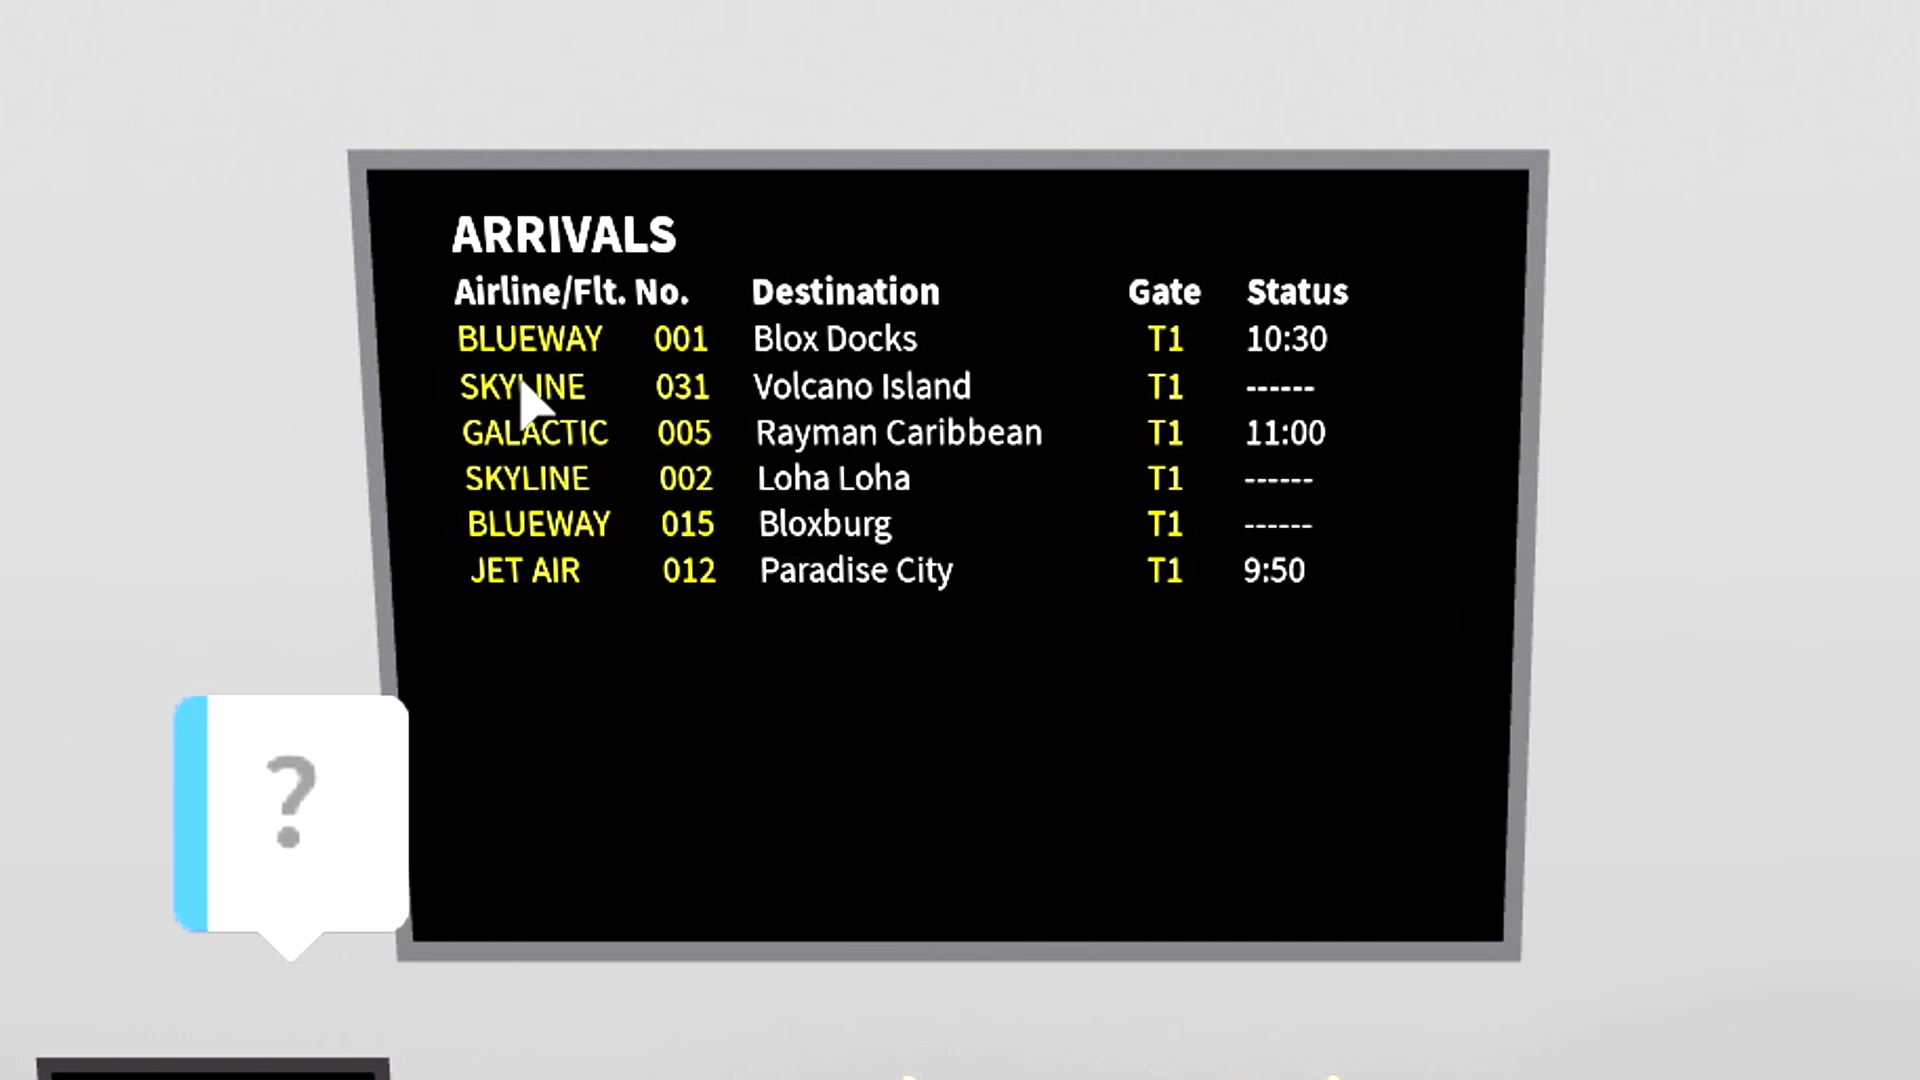 ARRIVALS
Airline/Flt. No. Destination Gate Status
BLUEWAY 001 Blox Docks T1 10:30
SKYLINE 031 Volcano Island T1 ------
GALACTIC 005 Rayman Caribbean T1 11:00
SKYLINE 002 Loha Loha T1 ------
BLUEWAY 015 Bloxburg T1 ------
JET AIR 012 Paradise City T1 9:50
?